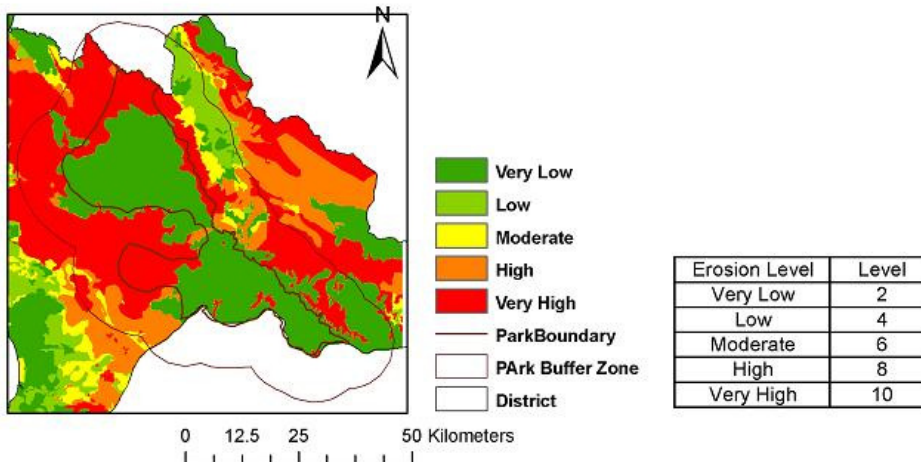 N
Very Low
Low
Moderate
High
Very High
ParkBoundary
PArk Buffer Zone
District
0 12.5 25 50 Kilometers
Erosion Level Level
Very Low 2
Low 4
Moderate 6
High 8
Very High 10